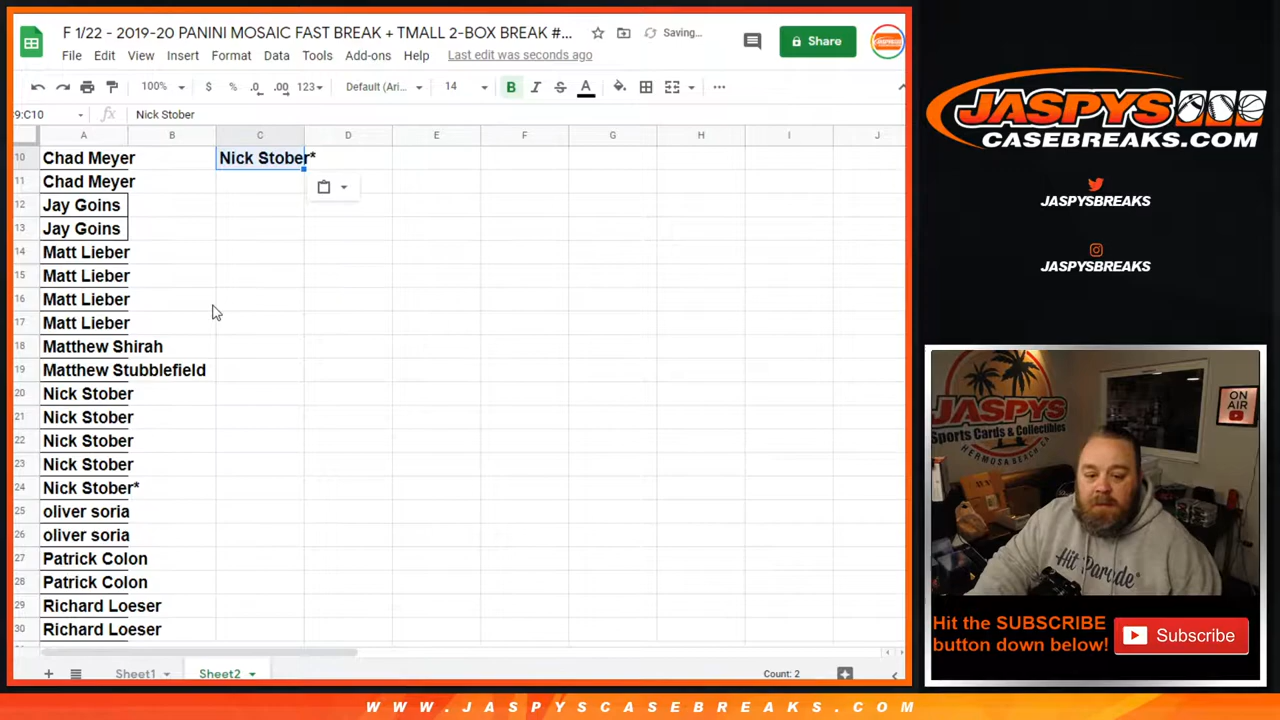 F 1/22 - 2019-20 PANINI MOSAIC FAST BREAK + TMALL 2-BOX BREAK #...
Saving...
Share
File Edit View Insert Format Data Tools Add-ons Help Last edit was seconds ago
100% $ % .0 .00 123 Default (Ari... 14 B I S A
9:C10 fx Nick Stober
A B C D E F G H I J
10 Chad Meyer Nick Stober*
11 Chad Meyer
12 Jay Goins
13 Jay Goins
14 Matt Lieber
15 Matt Lieber
16 Matt Lieber
17 Matt Lieber
18 Matthew Shirah
19 Matthew Stubblefield
20 Nick Stober
21 Nick Stober
22 Nick Stober
23 Nick Stober
24 Nick Stober*
25 oliver soria
26 oliver soria
27 Patrick Colon
28 Patrick Colon
29 Richard Loeser
30 Richard Loeser
Sheet1 Sheet2 Count: 2
JASPYS
CASEBREAKS.COM
JASPYSBREAKS
JASPYSBREAKS
JASPYS
Sports Cards & Collectibles
HERMOSA BEACH CA
ON AIR
Hit Parade
Hit the SUBSCRIBE
button down below!
Subscribe
WWW.JASPYSCASEBREAKS.COM